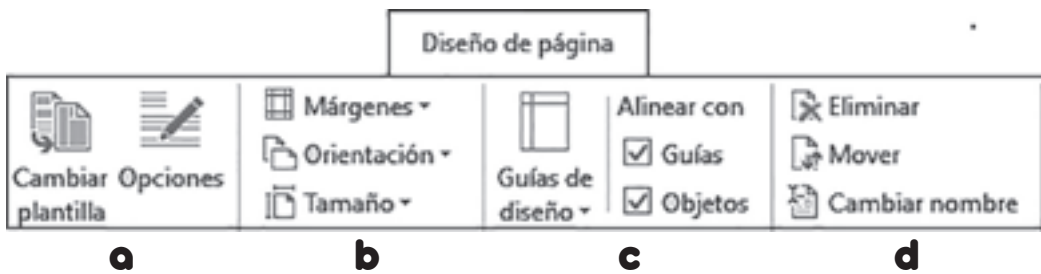 Diseño de página
Cambiar plantilla
Opciones
Márgenes
Orientación
Tamaño
Guías de diseño
Alinear con
Guías
Objetos
Eliminar
Mover
Cambiar nombre
a b c d